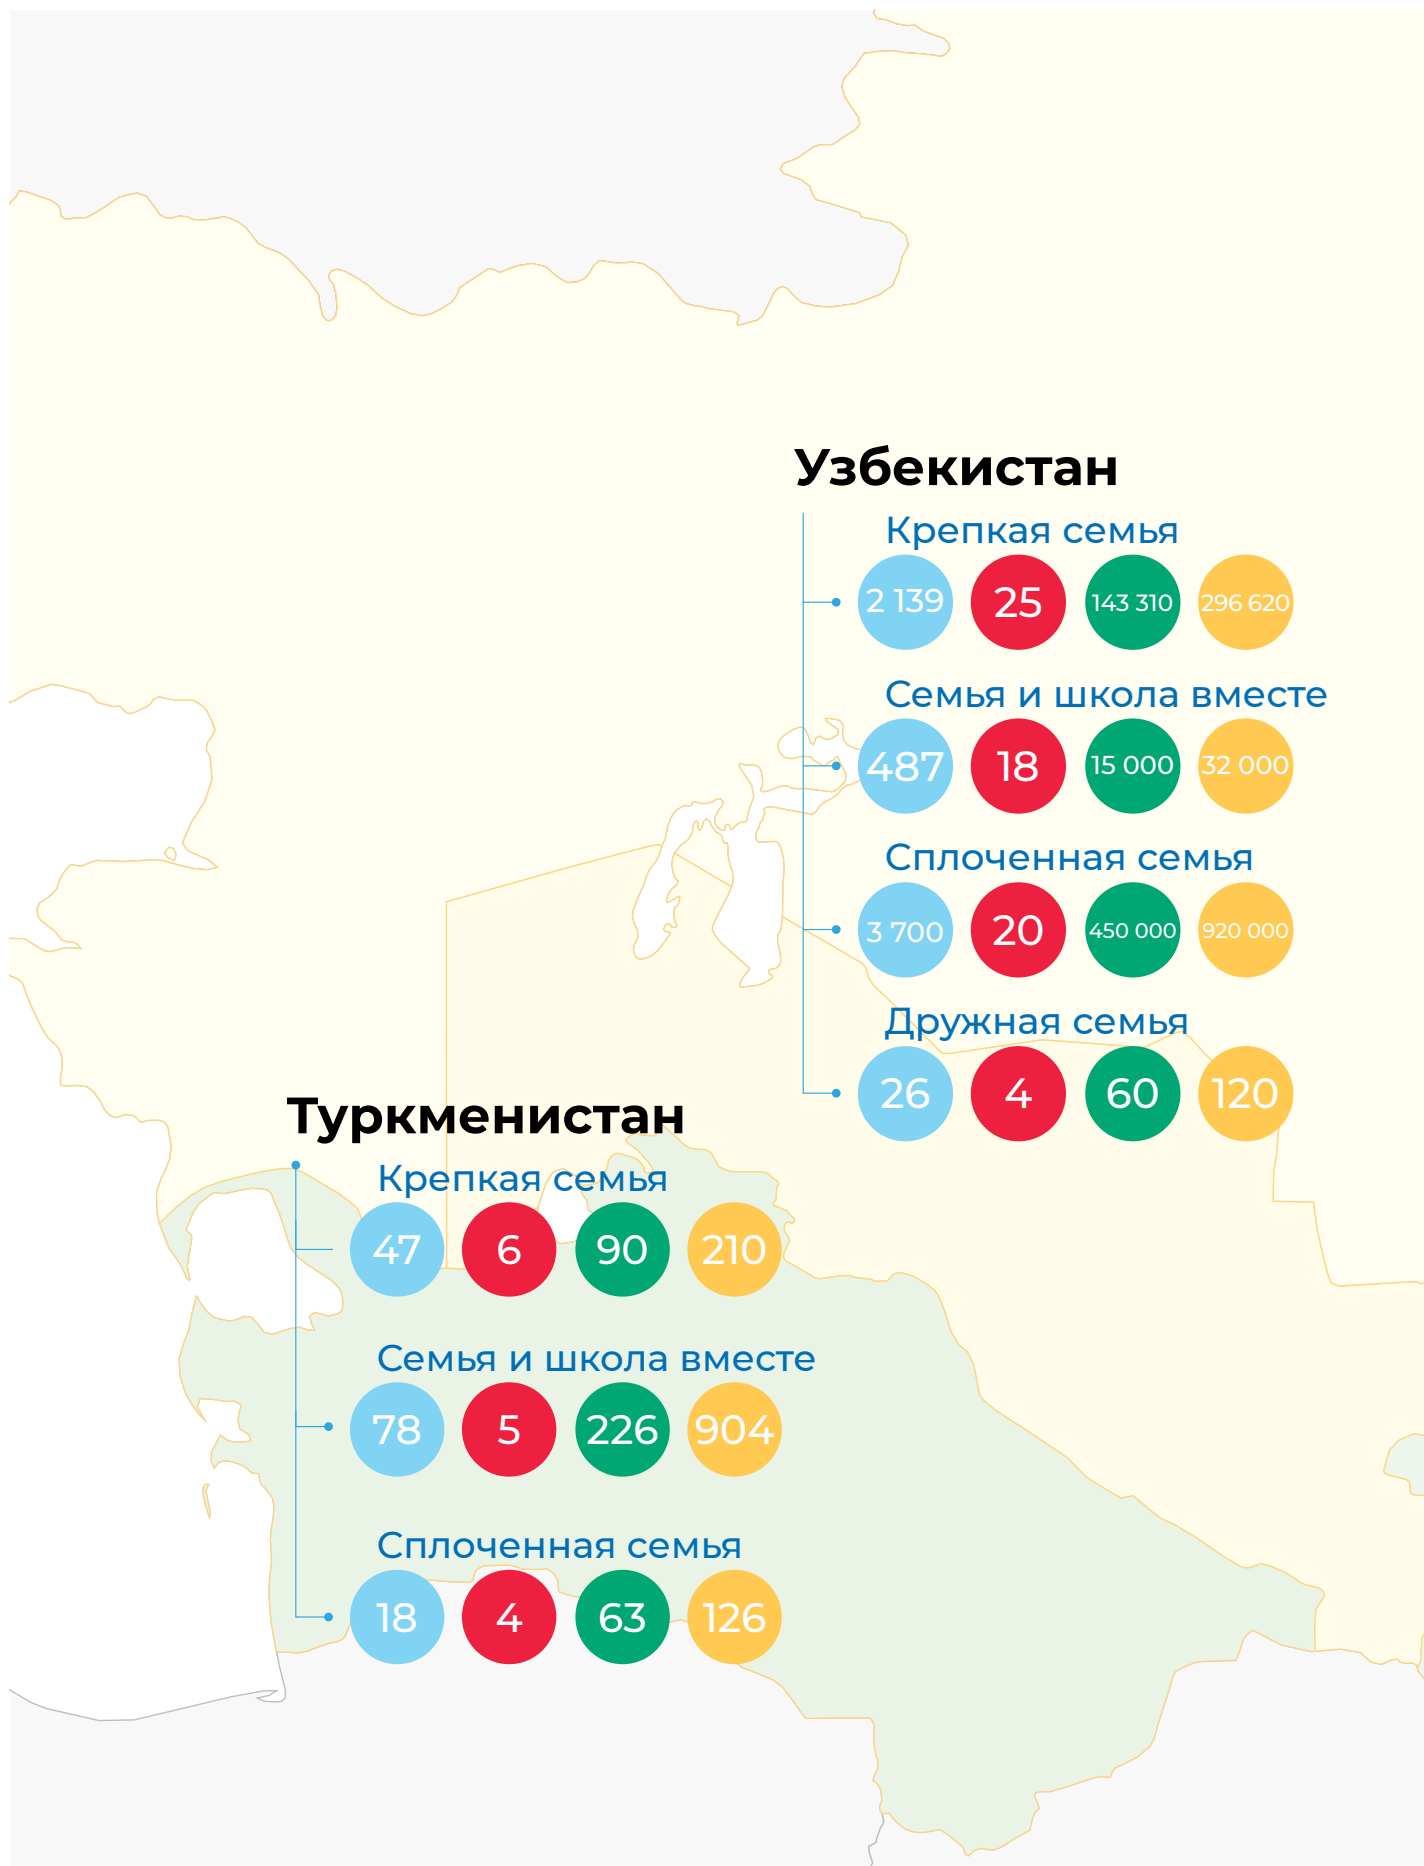 Узбекистан
Крепкая семья
2 139 25 143 310 296 620
Семья и школа вместе
487 18 15 000 32 000
Сплоченная семья
3 700 20 450 000 920 000
Дружная семья
26 4 60 120
Туркменистан
Крепкая семья
47 6 90 210
Семья и школа вместе
78 5 226 904
Сплоченная семья
18 4 63 126